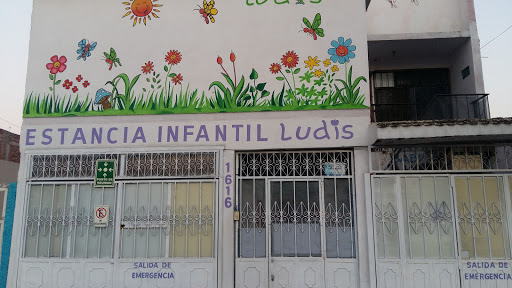 Ludis
ESTANCIA INFANTIL Ludis
1616
SALIDA DE
EMERGENCIA
SALIDA DE
EMERGENCIA